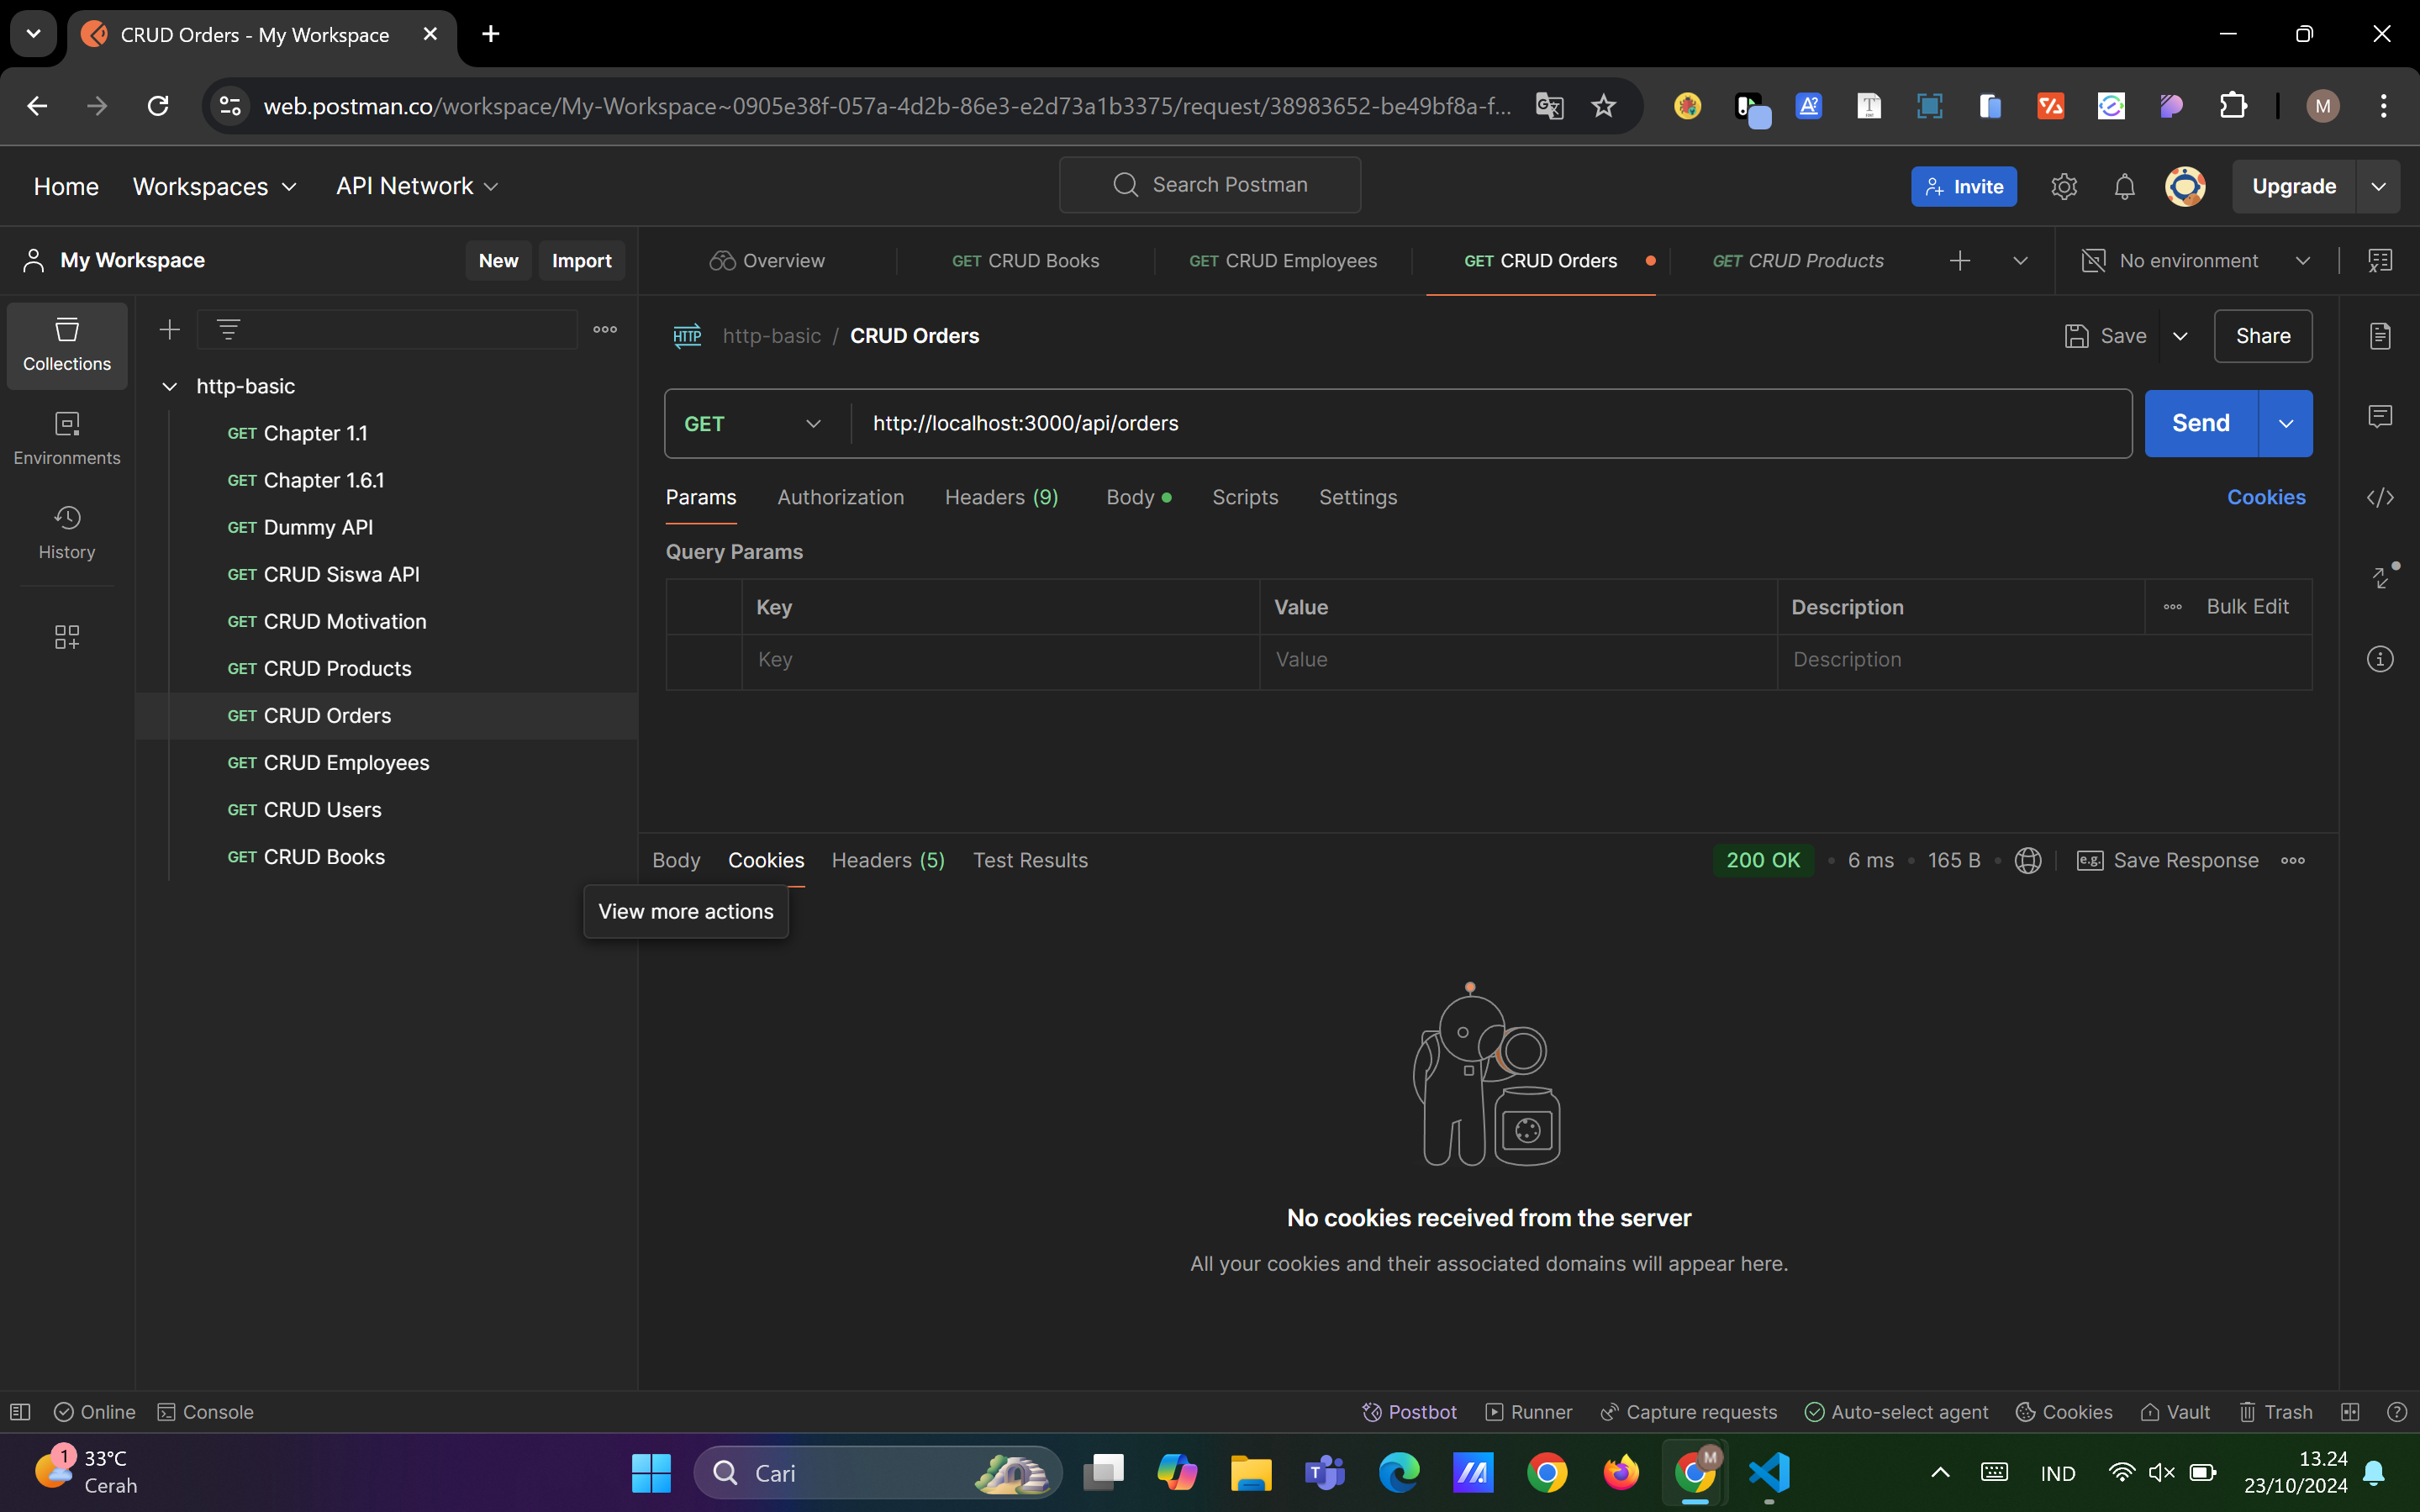 CRUD Orders - My Workspace
web.postman.co/workspace/My-Workspace~0905e38f-057a-4d2b-86e3-e2d73a1b3375/request/38983652-be49bf8a-f...
M
Home Workspaces API Network
Search Postman
Invite Upgrade
My Workspace New Import
Overview GET CRUD Books GET CRUD Employees GET CRUD Orders GET CRUD Products No environment
Collections
Environments
History
http-basic
GET Chapter 1.1
GET Chapter 1.6.1
GET Dummy API
GET CRUD Siswa API
GET CRUD Motivation
GET CRUD Products
GET CRUD Orders
GET CRUD Employees
GET CRUD Users
GET CRUD Books
HTTP http-basic / CRUD Orders Save Share
GET http://localhost:3000/api/orders Send
Params Authorization Headers (9) Body Scripts Settings Cookies
Query Params
Key Value Description Bulk Edit
Key Value Description
Body Cookies Headers (5) Test Results 200 OK 6 ms 165 B e.g. Save Response
View more actions
No cookies received from the server
All your cookies and their associated domains will appear here.
Online Console Postbot Runner Capture requests Auto-select agent Cookies Vault Trash
1 33°C
Cerah
Cari
M
IND
13.24
23/10/2024